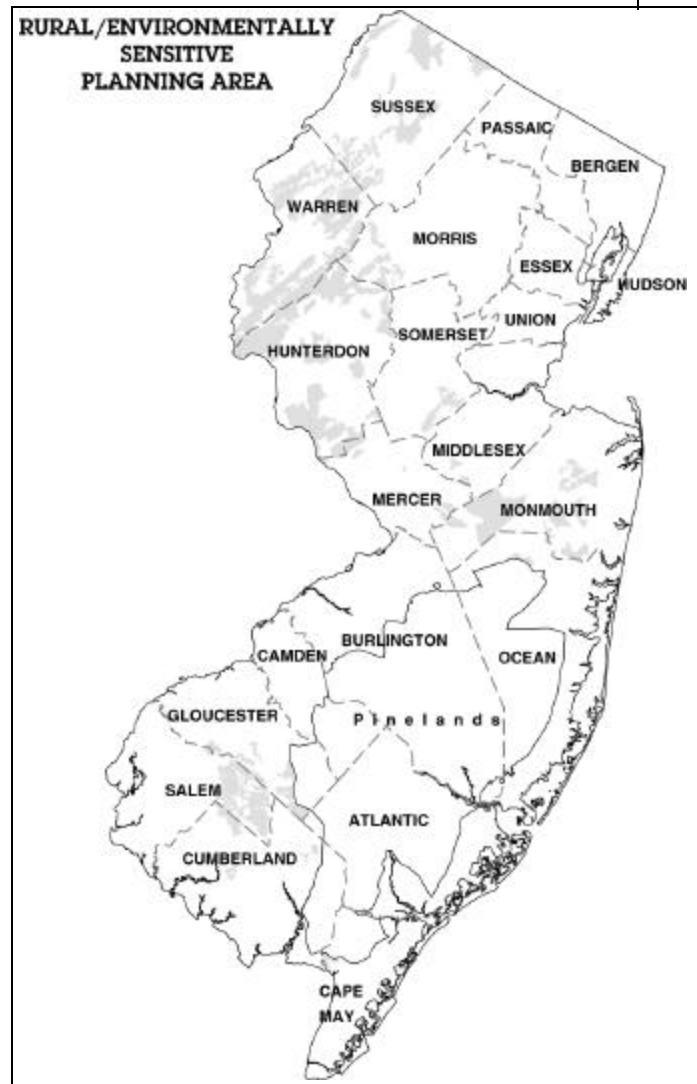 RURAL/ENVIRONMENTALLY
SENSITIVE
PLANNING AREA
SUSSEX
PASSAIC
BERGEN
WARREN
MORRIS
ESSEX
HUDSON
UNION
SOMERSET
HUNTERDON
MIDDLESEX
MERCER
MONMOUTH
BURLINGTON
CAMDEN
OCEAN
GLOUCESTER
Pinelands
SALEM
ATLANTIC
CUMBERLAND
CAPE
MAY